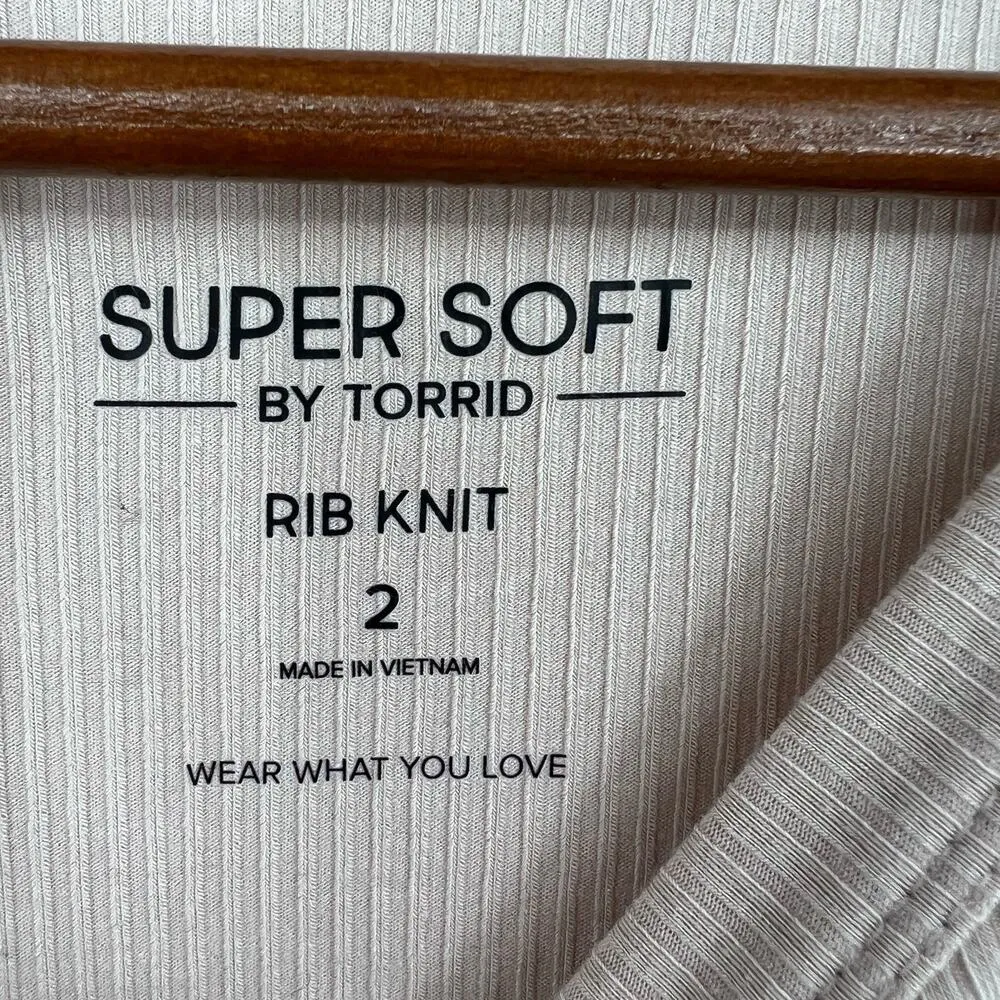 SUPER SOFT
BY TORRID
RIB KNIT
2
MADE IN VIETNAM
WEAR WHAT YOU LOVE